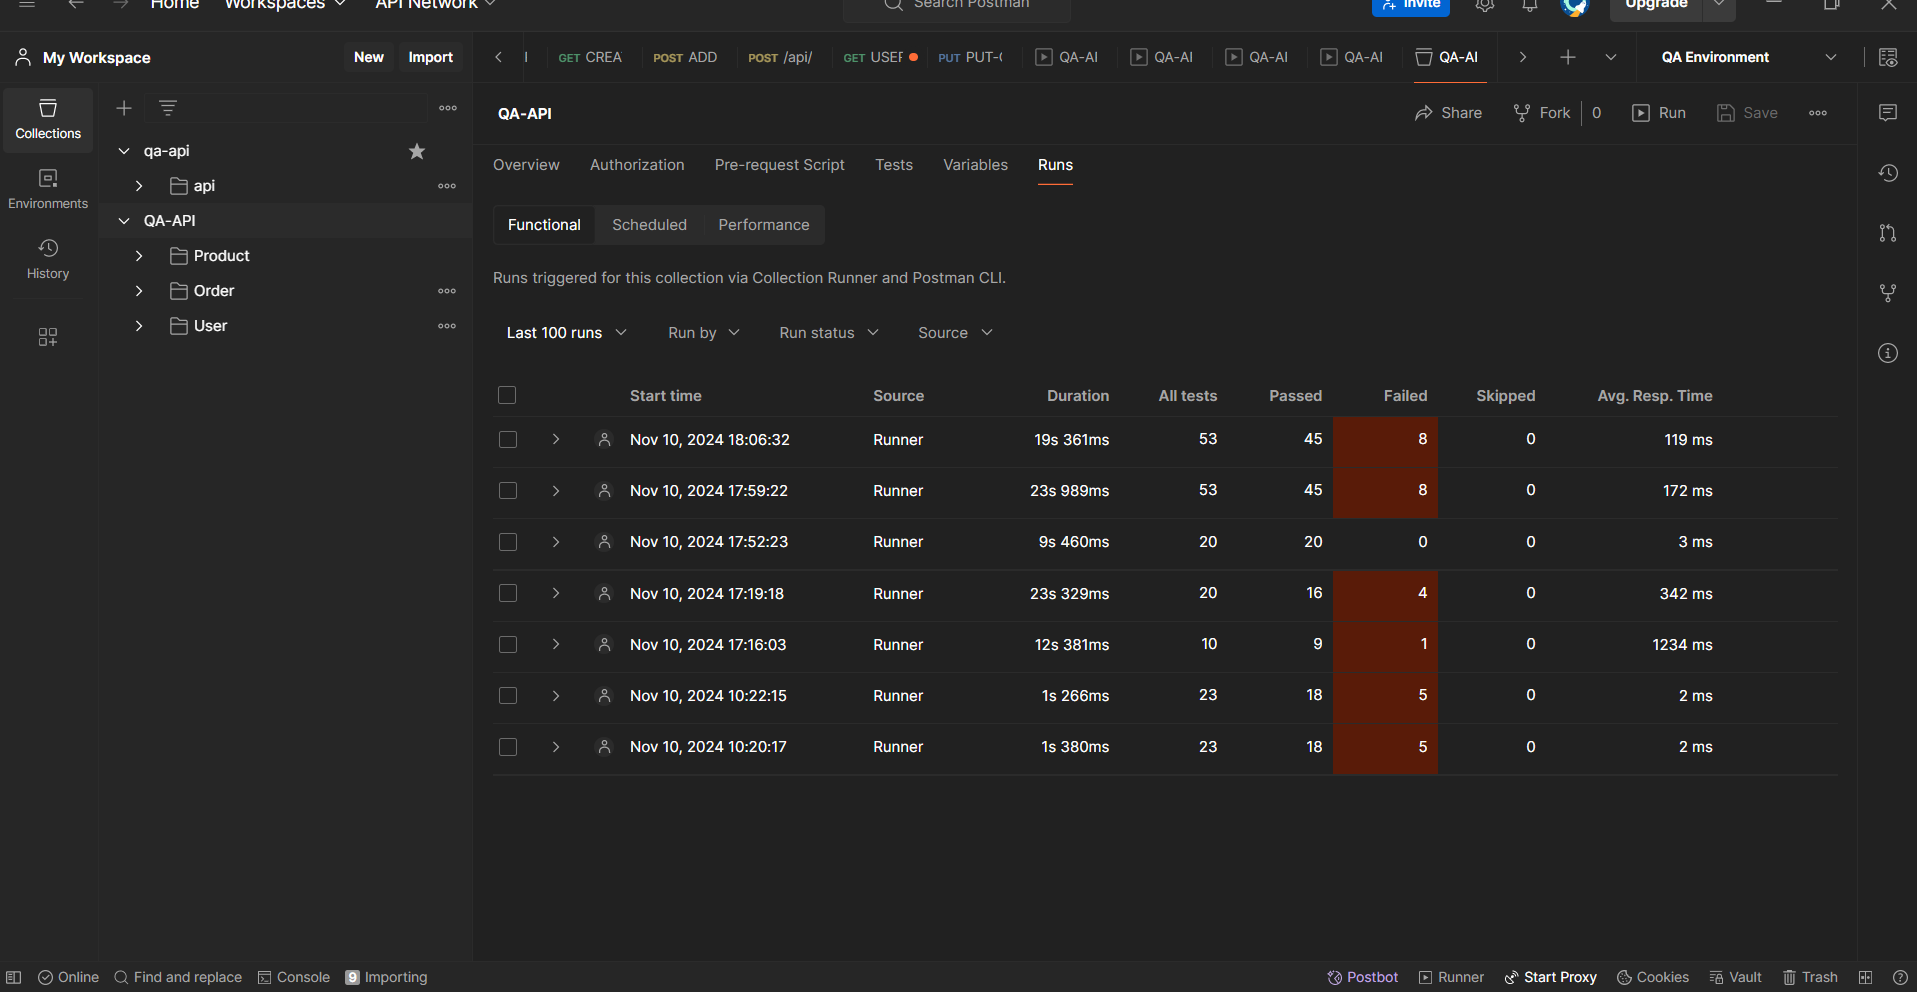 Home Workspaces API Network Search Postman Invite Upgrade
My Workspace New Import GET CREA POST ADD POST /api/ GET USEF PUT PUT-( QA-AI QA-AI QA-AI QA-AI QA-AI QA Environment
QA-API Share Fork 0 Run Save
Collections
Environments
History
qa-api
api
QA-API
Product
Order
User
Overview Authorization Pre-request Script Tests Variables Runs
Functional Scheduled Performance
Runs triggered for this collection via Collection Runner and Postman CLI.
Last 100 runs Run by Run status Source
Start time Source Duration All tests Passed Failed Skipped Avg. Resp. Time
Nov 10, 2024 18:06:32 Runner 19s 361ms 53 45 8 0 119 ms
Nov 10, 2024 17:59:22 Runner 23s 989ms 53 45 8 0 172 ms
Nov 10, 2024 17:52:23 Runner 9s 460ms 20 20 0 0 3 ms
Nov 10, 2024 17:19:18 Runner 23s 329ms 20 16 4 0 342 ms
Nov 10, 2024 17:16:03 Runner 12s 381ms 10 9 1 0 1234 ms
Nov 10, 2024 10:22:15 Runner 1s 266ms 23 18 5 0 2 ms
Nov 10, 2024 10:20:17 Runner 1s 380ms 23 18 5 0 2 ms
Online Find and replace Console 9 Importing Postbot Runner Start Proxy Cookies Vault Trash